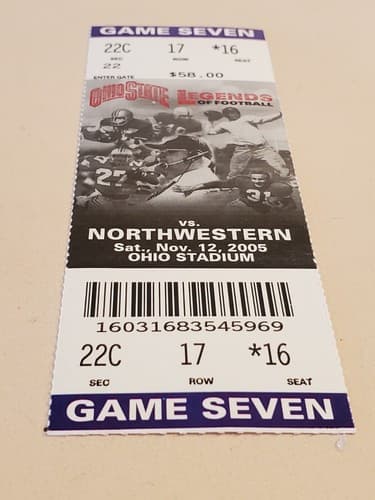 GAME SEVEN
22C 17 *16
SEC ROW SEAT
22
ENTER GATE $58.00
OHIO STATE LEGENDS
OF FOOTBALL
27
31
vs.
NORTHWESTERN
Sat., Nov. 12, 2005
OHIO STADIUM
16031683545969
22C 17 *16
SEC ROW SEAT
GAME SEVEN